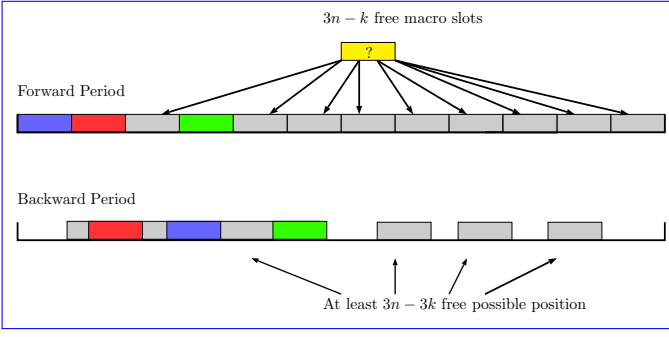 3n − k free macro slots
?
Forward Period
Backward Period
At least 3n − 3k free possible position